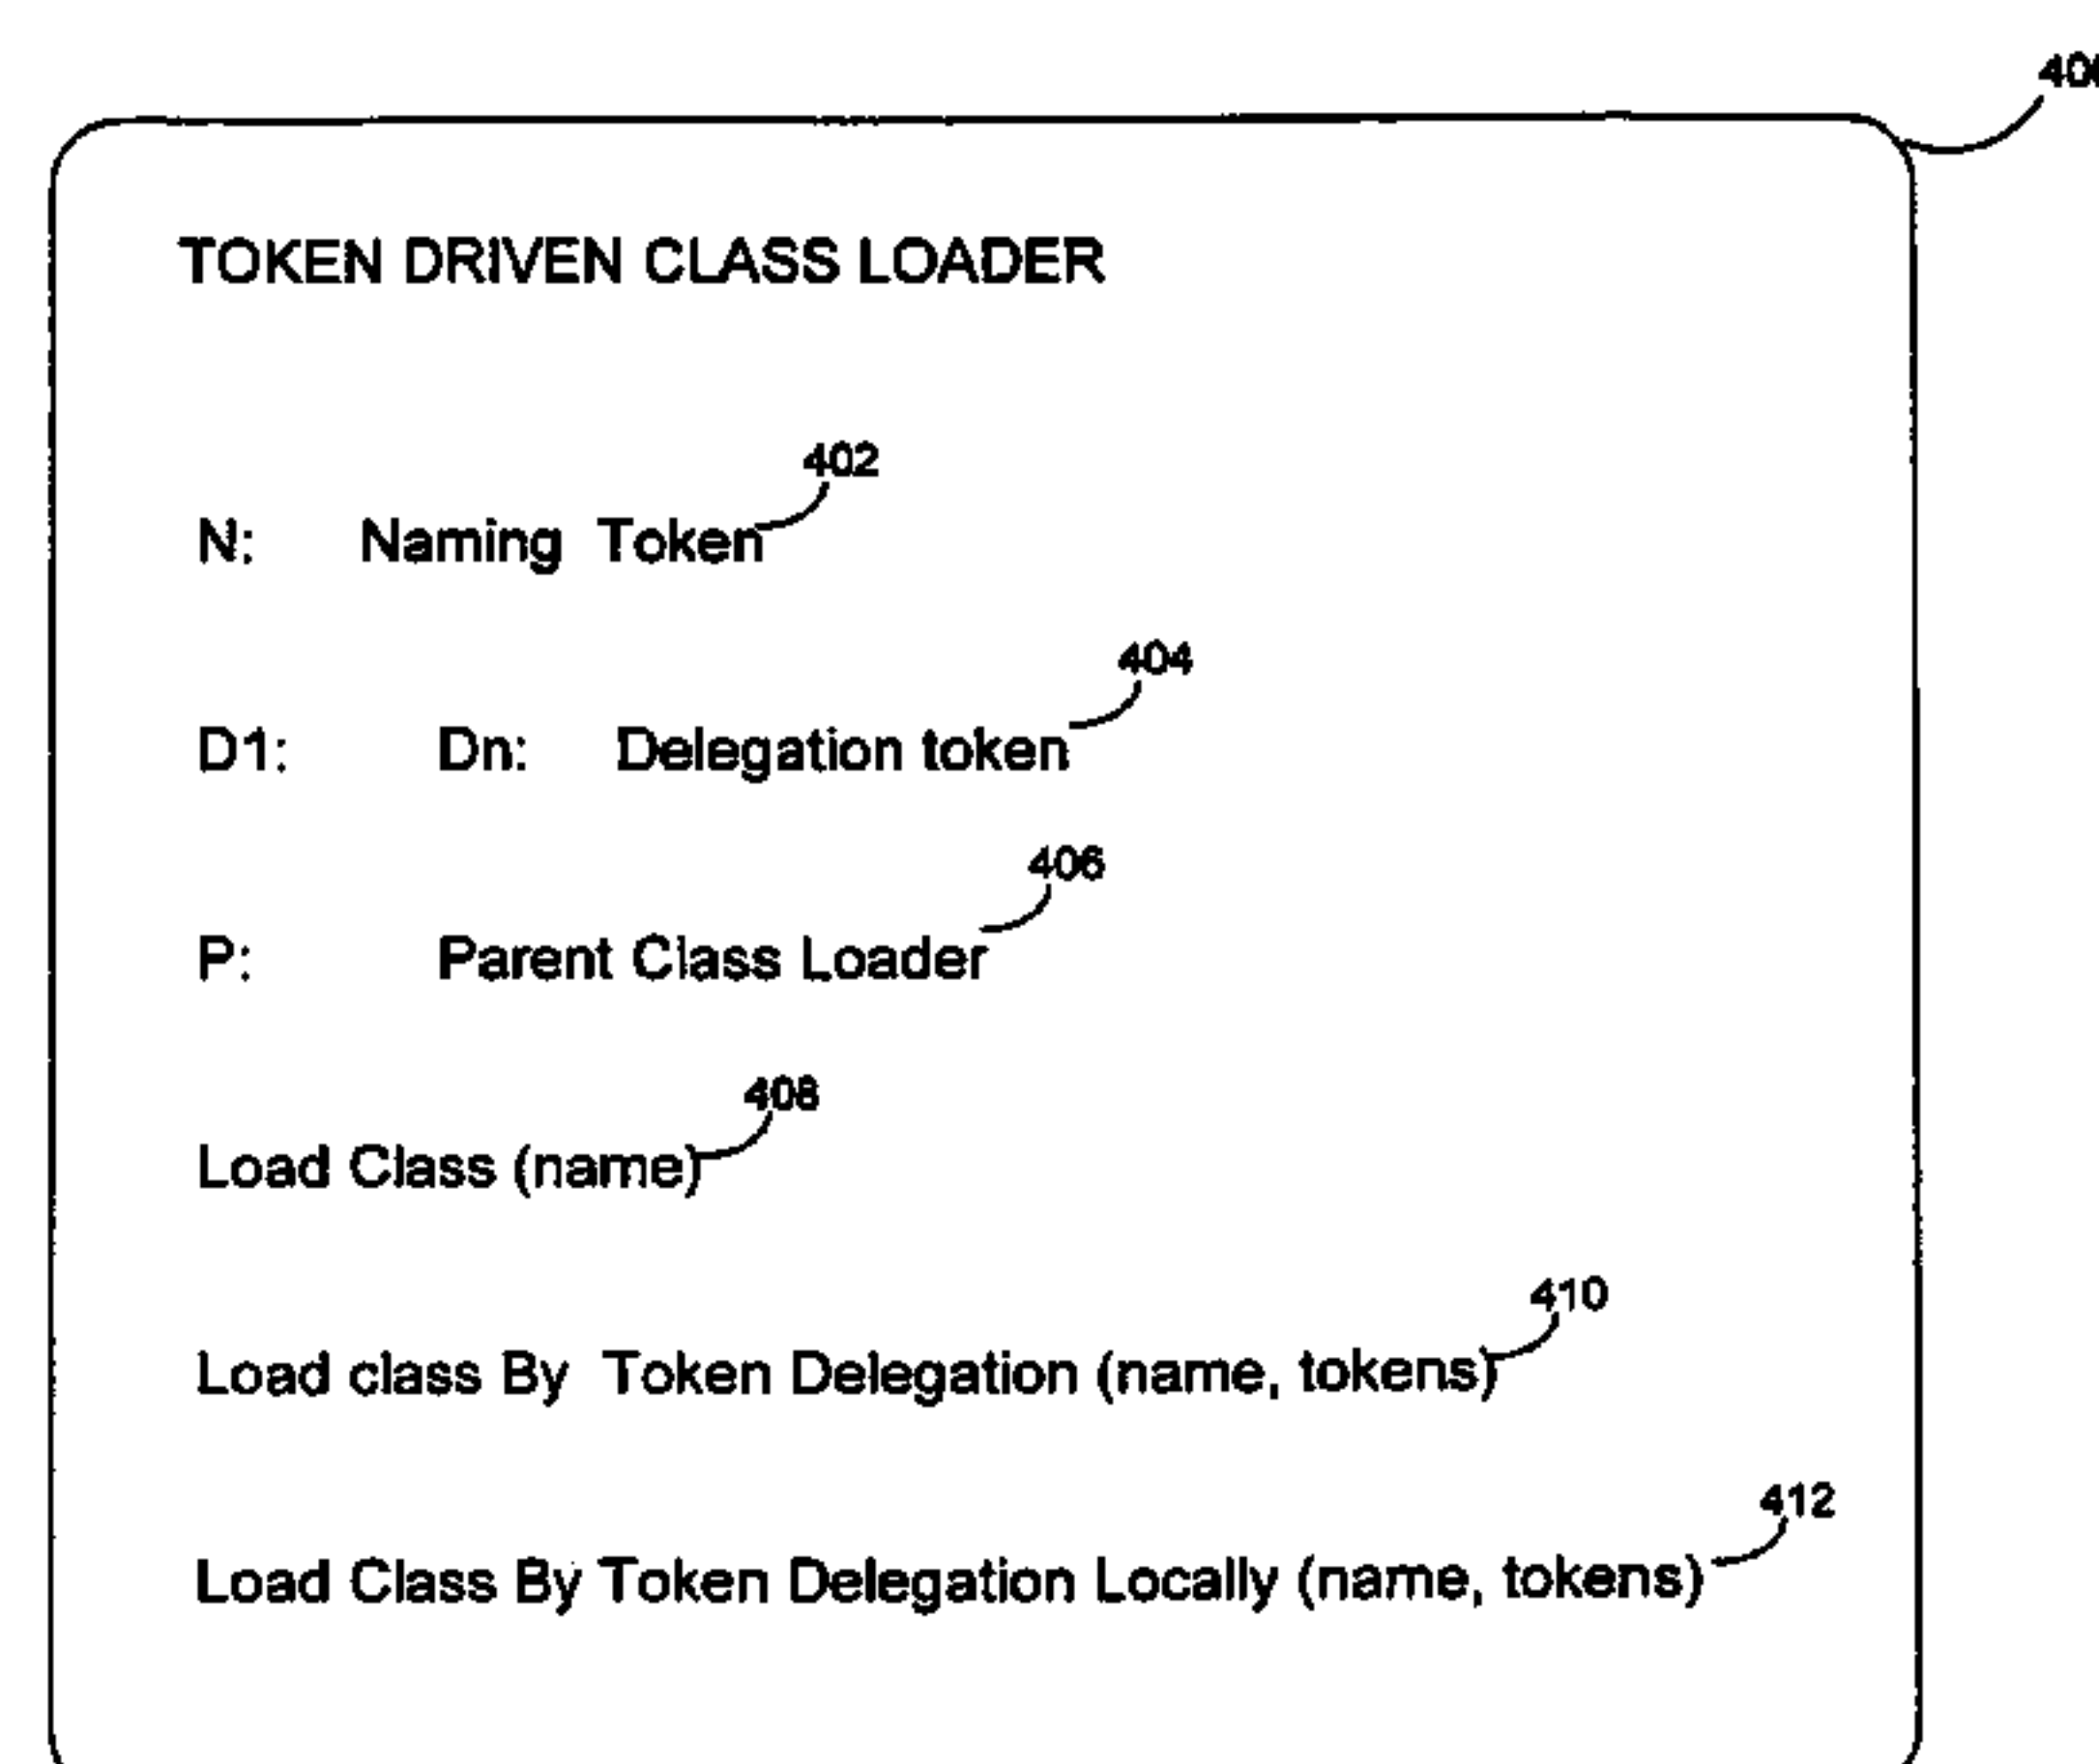 TOKEN DRIVEN CLASS LOADER
402
N: Naming Token
404
D1: Dn: Delegation token
406
P: Parent Class Loader
408
Load Class (name)
410
Load class By Token Delegation (name, tokens)
412
Load Class By Token Delegation Locally (name, tokens)